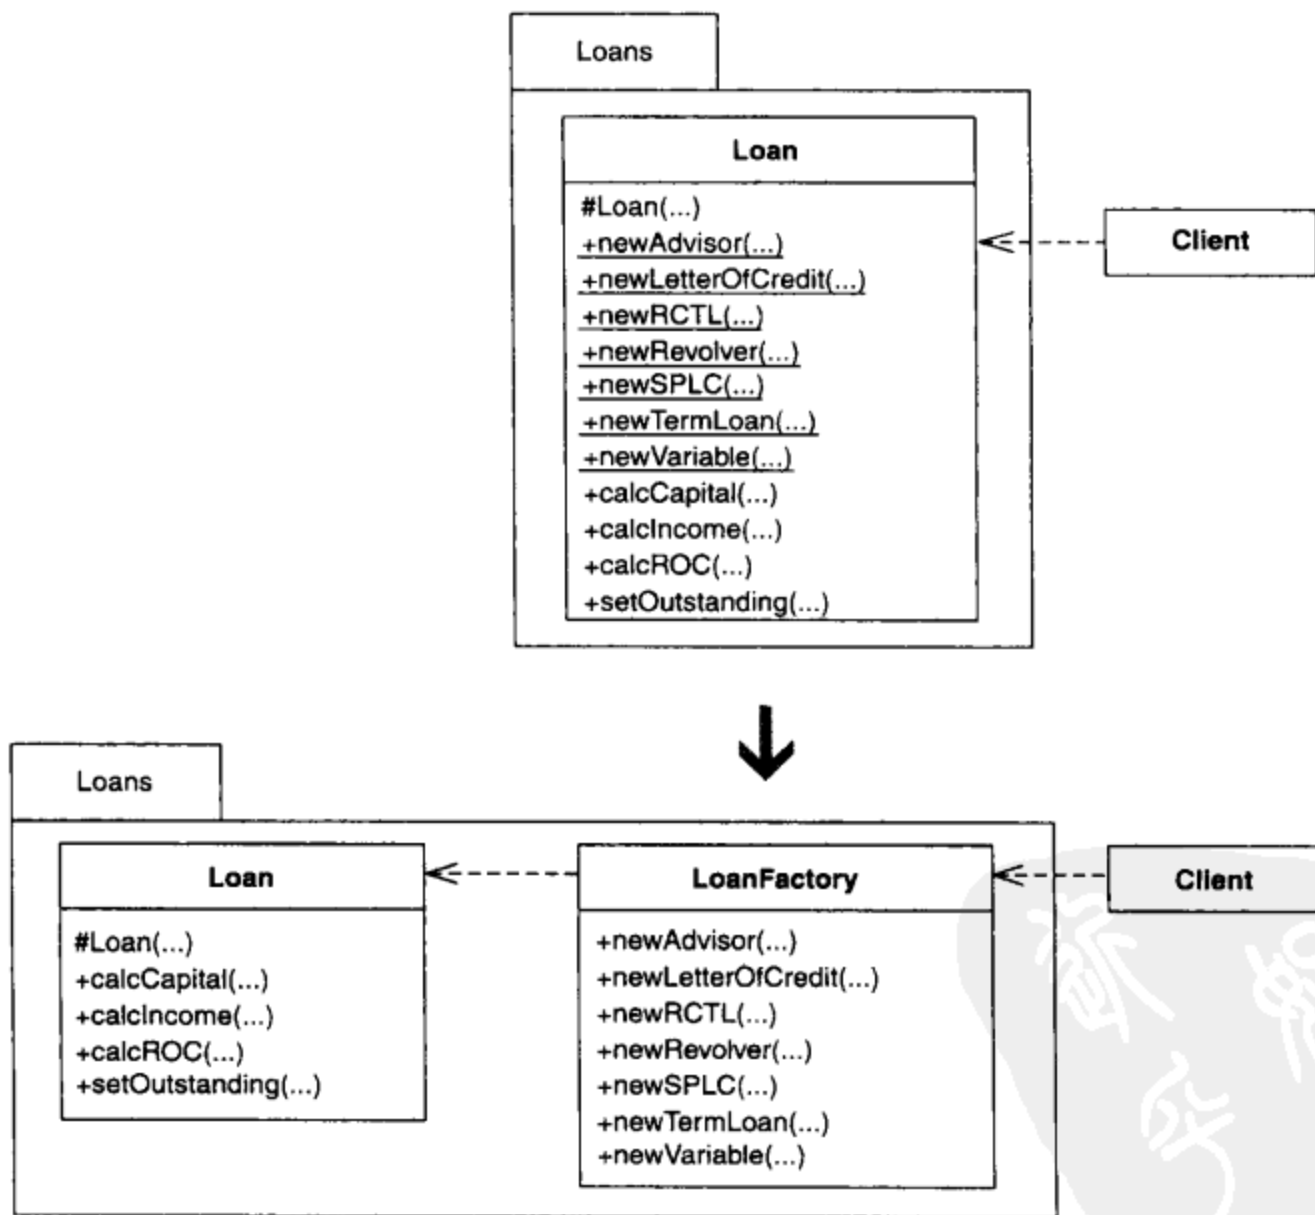 Loans
Loan
#Loan(...)
+newAdvisor(...)
+newLetterOfCredit(...)
+newRCTL(...)
+newRevolver(...)
+newSPLC(...)
+newTermLoan(...)
+newVariable(...)
+calcCapital(...)
+calcIncome(...)
+calcROC(...)
+setOutstanding(...)
Client
Loans
Loan
#Loan(...)
+calcCapital(...)
+calcIncome(...)
+calcROC(...)
+setOutstanding(...)
LoanFactory
+newAdvisor(...)
+newLetterOfCredit(...)
+newRCTL(...)
+newRevolver(...)
+newSPLC(...)
+newTermLoan(...)
+newVariable(...)
Client